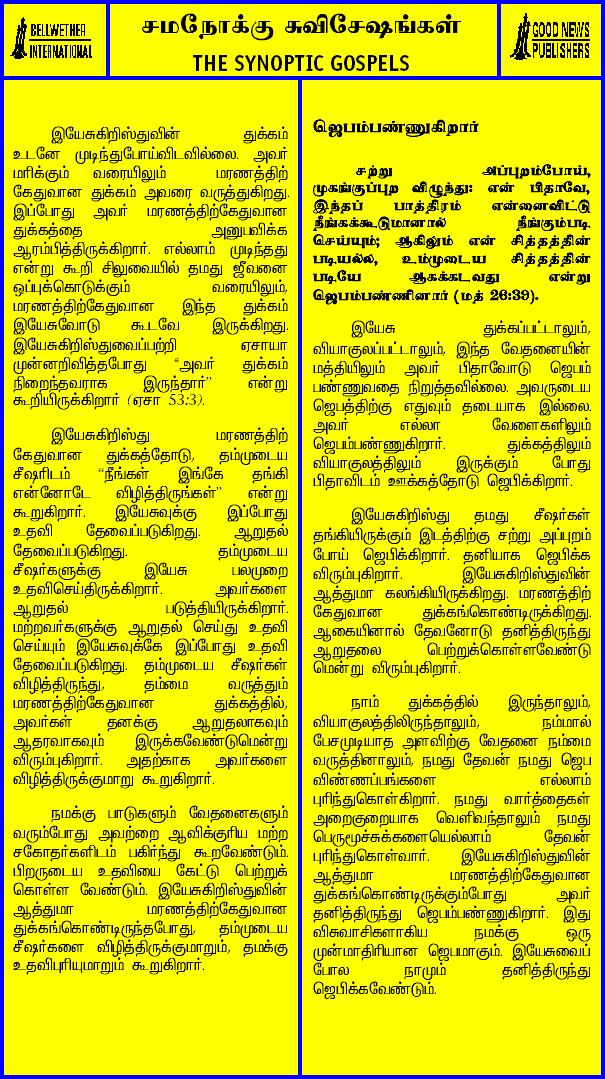 BELLWETHER
INTERNATIONAL
சமநோக்கு சுவிசேஷங்கள்
THE SYNOPTIC GOSPELS
GOOD NEWS
PUBLISHERS
இயேசுகிறிஸ்துவின் துக்கம்
உடனே முடிந்துபோய்விடவில்லை. அவர்
மரிக்கும் வரையிலும் மரணத்திற்
கேதுவான துக்கம் அவரை வருத்துகிறது.
இப்போது அவர் மரணத்திற்கேதுவான
துக்கத்தை அனுபவிக்க
ஆரம்பித்திருக்கிறார். எல்லாம் முடிந்தது
என்று கூறி சிலுவையில் தமது ஜீவனை
ஒப்புக்கொடுக்கும் வரையிலும்,
மரணத்திற்கேதுவான இந்த துக்கம்
இயேசுவோடு கூடவே இருக்கிறது.
இயேசுகிறிஸ்துவைப்பற்றி ஏசாயா
முன்னறிவித்தபோது “அவர் துக்கம்
நிறைந்தவராக இருந்தார்” என்று
கூறியிருக்கிறார் (ஏசா 53:3).
இயேசுகிறிஸ்து மரணத்திற்
கேதுவான துக்கத்தோடு, தம்முடைய
சீஷரிடம் “நீங்கள் இங்கே தங்கி
என்னோடே விழித்திருங்கள்” என்று
கூறுகிறார். இயேசுவுக்கு இப்போது
உதவி தேவைப்படுகிறது. ஆறுதல்
தேவைப்படுகிறது. தம்முடைய
சீஷர்களுக்கு இயேசு பலமுறை
உதவிசெய்திருக்கிறார். அவர்களை
ஆறுதல் படுத்தியிருக்கிறார்.
மற்றவர்களுக்கு ஆறுதல் செய்து உதவி
செய்யும் இயேசுவுக்கே இப்போது உதவி
தேவைப்படுகிறது. தம்முடைய சீஷர்கள்
விழித்திருந்து, தம்மை வருத்தும்
மரணத்திற்கேதுவான துக்கத்தில்,
அவர்கள் தனக்கு ஆறுதலாகவும்
ஆதரவாகவும் இருக்கவேண்டுமென்று
விரும்புகிறார். அதற்காக அவர்களை
விழித்திருக்குமாறு கூறுகிறார்.
நமக்கு பாடுகளும் வேதனைகளும்
வரும்போது அவற்றை ஆவிக்குரிய மற்ற
சகோதர்களிடம் பகிர்ந்து கூறவேண்டும்.
பிறருடைய உதவியை கேட்டு பெற்றுக்
கொள்ள வேண்டும். இயேசுகிறிஸ்துவின்
ஆத்துமா மரணத்திற்கேதுவான
துக்கங்கொண்டிருந்தபோது, தம்முடைய
சீஷர்களை விழித்திருக்குமாறும், தமக்கு
உதவிபுரியுமாறும் கூறுகிறார்.
ஜெபம்பண்ணுகிறார்
சற்று அப்புறம்போய்,
முகங்குப்புற விழுந்து: என் பிதாவே,
இந்தப் பாத்திரம் என்னைவிட்டு
நீங்கக்கூடுமானால் நீங்கும்படி
செய்யும்; ஆகிலும் என் சித்தத்தின்
படியல்ல, உம்முடைய சித்தத்தின்
படியே ஆகக்கடவது என்று
ஜெபம்பண்ணினார் (மத் 26:39).
இயேசு துக்கப்பட்டாலும்,
வியாகுலப்பட்டாலும், இந்த வேதனையின்
மத்தியிலும் அவர் பிதாவோடு ஜெபம்
பண்ணுவதை நிறுத்தவில்லை. அவருடைய
ஜெபத்திற்கு எதுவும் தடையாக இல்லை.
அவர் எல்லா வேளைகளிலும்
ஜெபம்பண்ணுகிறார். துக்கத்திலும்
வியாகுலத்திலும் இருக்கும் போது
பிதாவிடம் ஊக்கத்தோடு ஜெபிக்கிறார்.
இயேசுகிறிஸ்து தமது சீஷர்கள்
தங்கியிருக்கும் இடத்திற்கு சற்று அப்புறம்
போய் ஜெபிக்கிறார். தனியாக ஜெபிக்க
விரும்புகிறார். இயேசுகிறிஸ்துவின்
ஆத்துமா கலங்கியிருக்கிறது. மரணத்திற்
கேதுவான துக்கங்கொண்டிருக்கிறது.
ஆகையினால் தேவனோடு தனித்திருந்து
ஆறுதலை பெற்றுக்கொள்ளவேண்டு
மென்று விரும்புகிறார்.
நாம் துக்கத்தில் இருந்தாலும்,
வியாகுலத்திலிருந்தாலும், நம்மால்
பேசமுடியாத அளவிற்கு வேதனை நம்மை
வருத்தினாலும், நமது தேவன் நமது ஜெப
விண்ணப்பங்களை எல்லாம்
புரிந்துகொள்கிறார். நமது வார்த்தைகள்
அறைகுறையாக வெளிவந்தாலும் நமது
பெருமூச்சுக்களையெல்லாம் தேவன்
புரிந்துகொள்வார். இயேசுகிறிஸ்துவின்
ஆத்துமா மரணத்திற்கேதுவான
துக்கங்கொண்டிருக்கும்போது அவர்
தனித்திருந்து ஜெபம்பண்ணுகிறார். இது
விசுவாசிகளாகிய நமக்கு ஒரு
முன்மாதிரியான ஜெபமாகும். இயேசுவைப்
போல நாமும் தனித்திருந்து
ஜெபிக்கவேண்டும்.